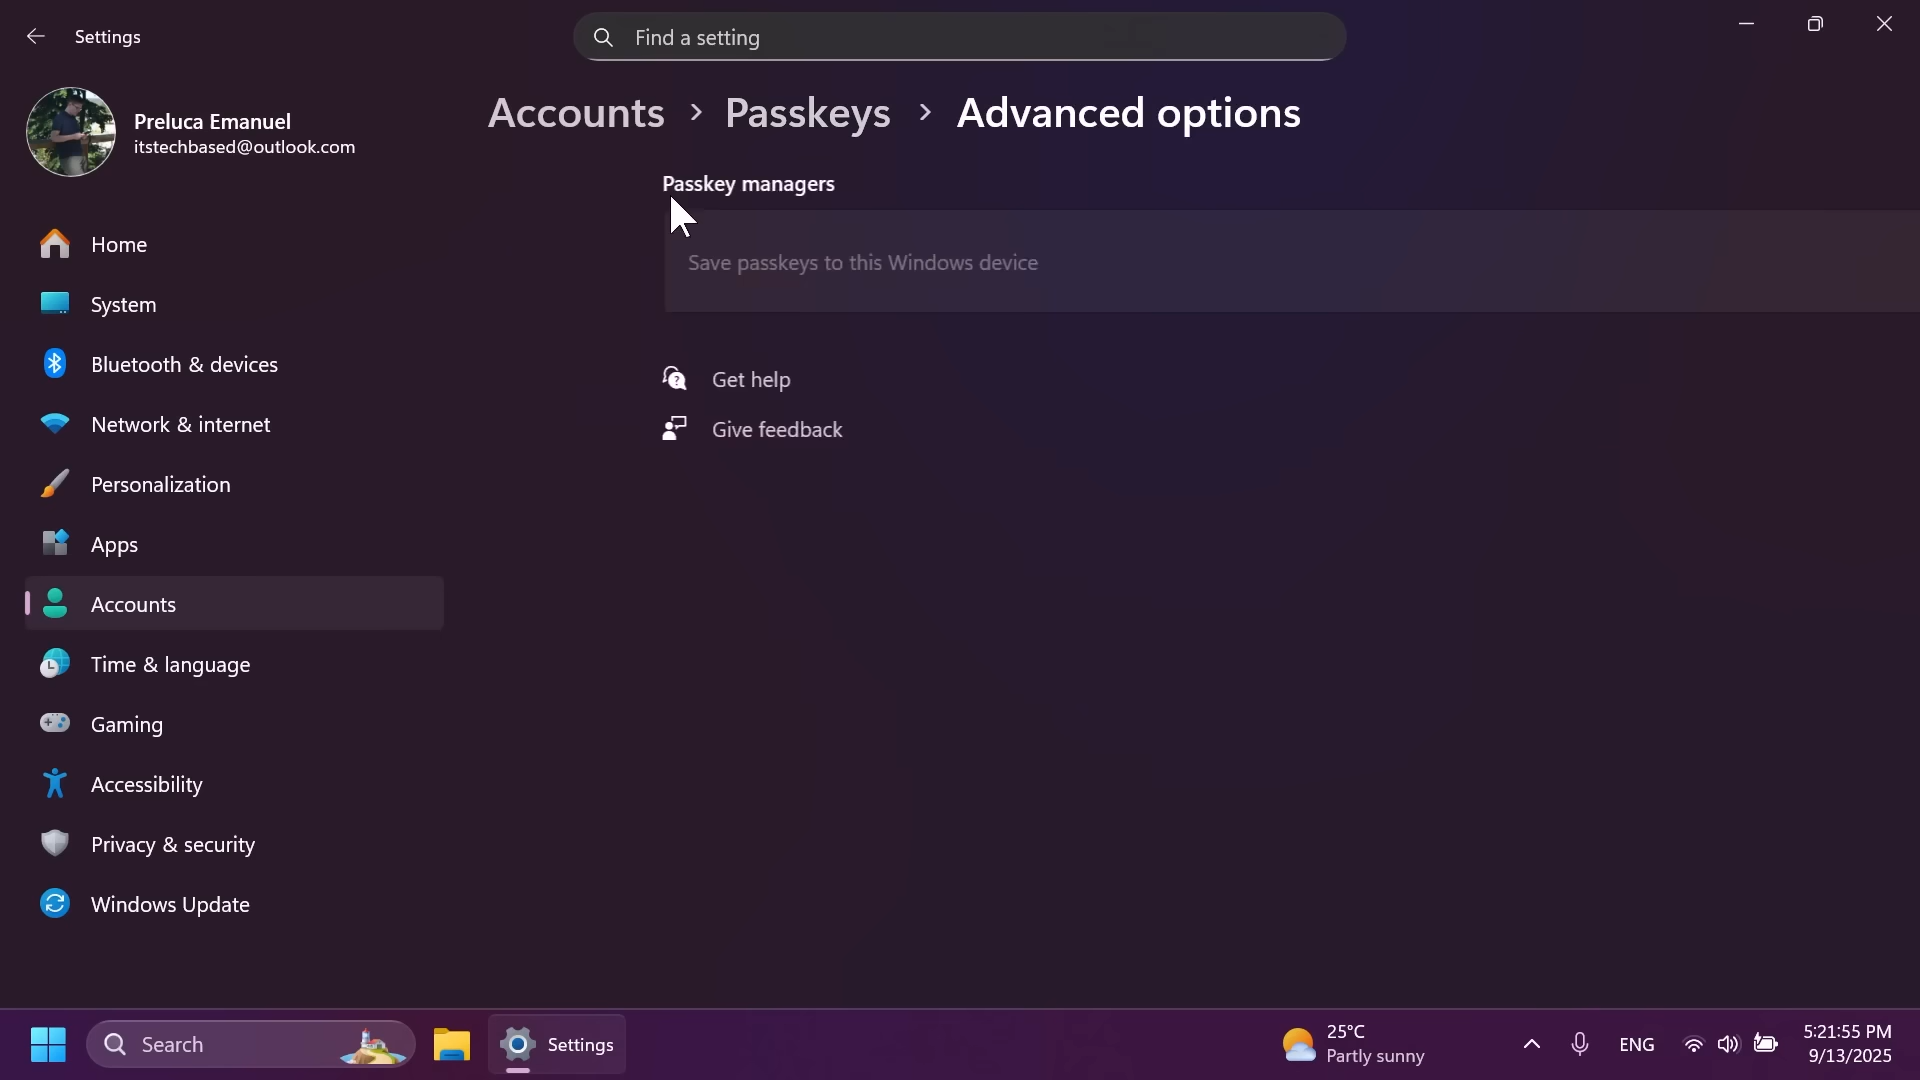 Settings
Find a setting
Preluca Emanuel
itstechbased@outlook.com
Accounts > Passkeys > Advanced options
Passkey managers
Save passkeys to this Windows device
Get help
Give feedback
Home
System
Bluetooth & devices
Network & internet
Personalization
Apps
Accounts
Time & language
Gaming
Accessibility
Privacy & security
Windows Update
Search
Settings
25°C
Partly sunny
ENG
5:21:55 PM
9/13/2025